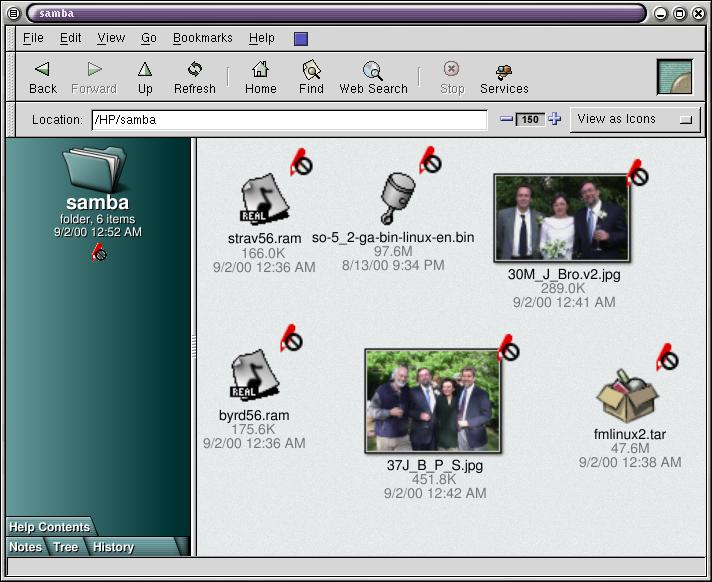 samba
File Edit View Go Bookmarks Help
Back Forward Up Refresh Home Find Web Search Stop Services
Location: /HP/samba 150 View as Icons
samba
folder, 6 items
9/2/00 12:52 AM
REAL
strav56.ram
166.0K
9/2/00 12:36 AM
so-5_2-ga-bin-linux-en.bin
97.6M
8/13/00 9:34 PM
30M_J_Bro.v2.jpg
289.0K
9/2/00 12:41 AM
REAL
byrd56.ram
175.6K
9/2/00 12:36 AM
37J_B_P_S.jpg
451.8K
9/2/00 12:42 AM
fmlinux2.tar
47.6M
9/2/00 12:38 AM
Help Contents
Notes Tree History